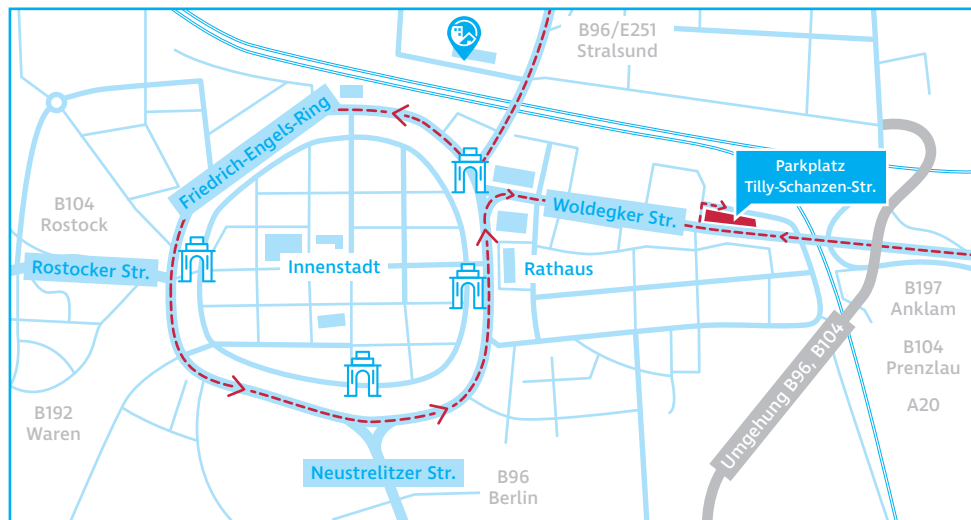 B96/E251
Stralsund
Friedrich-Engels-Ring
Parkplatz
Tilly-Schanzen-Str.
B104
Rostock
Woldegker Str.
Rostocker Str.
Innenstadt
Rathaus
B197
Anklam
B104
Prenzlau
A20
Umgehung B96, B104
B192
Waren
Neustrelitzer Str.
B96
Berlin